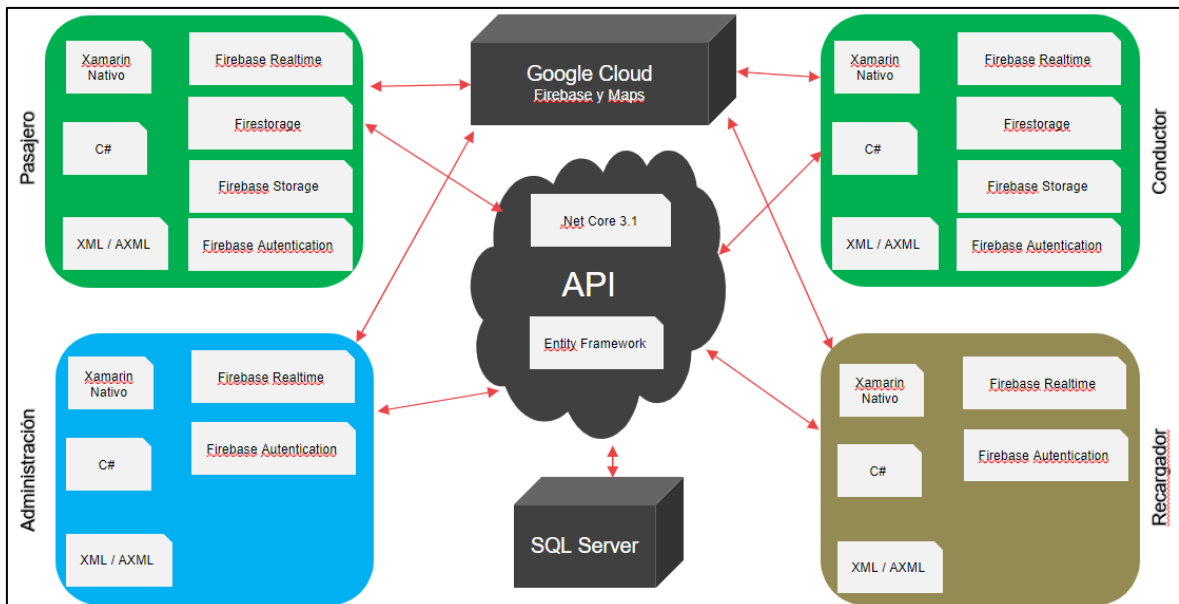 Pasajero
Xamarin
Nativo
C#
XML / AXML
Firebase Realtime
Firestorage
Firebase Storage
Firebase Autentication
Google Cloud
Firebase y Maps
Conductor
Xamarin
Nativo
C#
XML / AXML
Firebase Realtime
Firestorage
Firebase Storage
Firebase Autentication
.Net Core 3.1
API
Entity Framework
SQL Server
Administración
Xamarin
Nativo
C#
XML / AXML
Firebase Realtime
Firebase Autentication
Recargador
Xamarin
Nativo
C#
XML / AXML
Firebase Realtime
Firebase Autentication